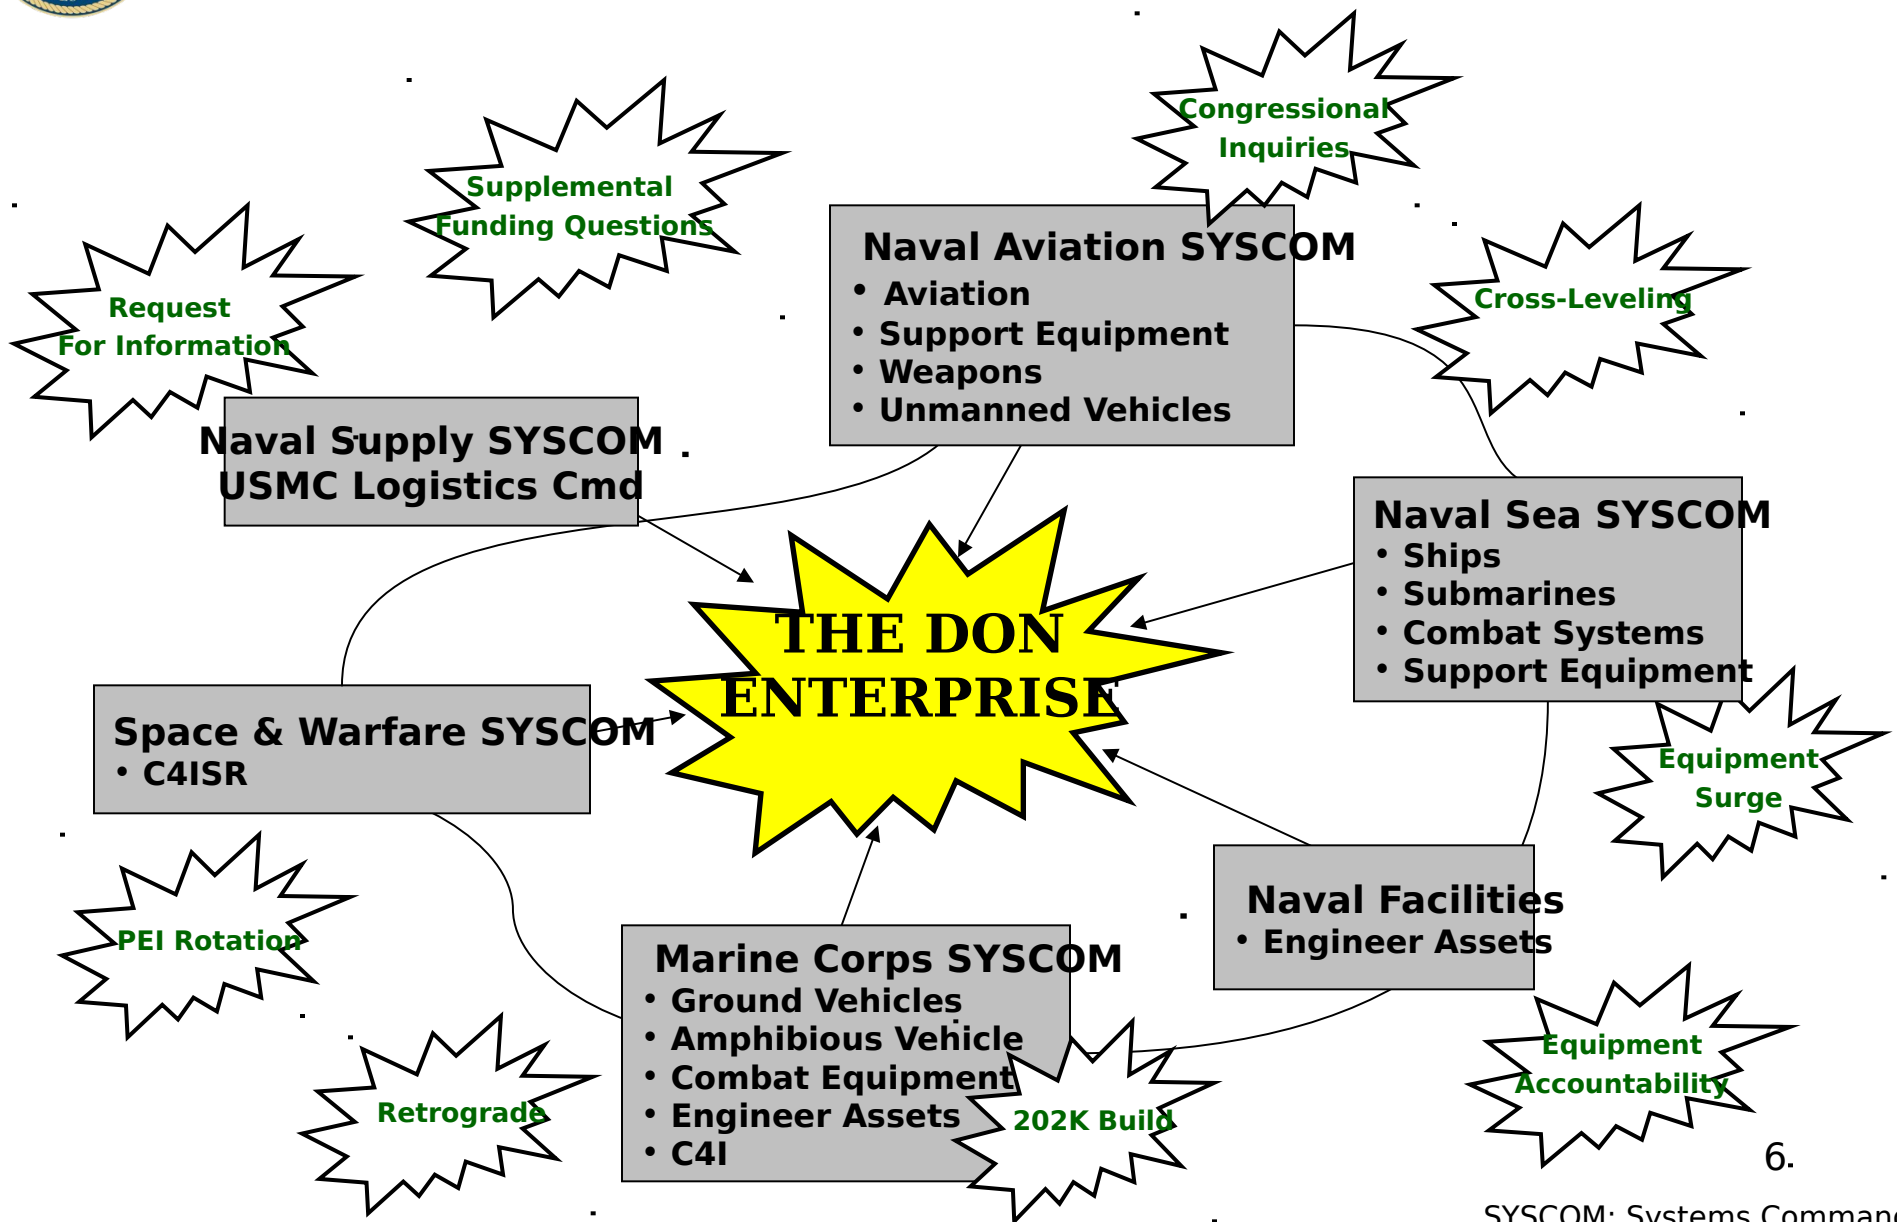 Congressional
Inquiries
Supplemental
Funding Questions
Request
For Information
Naval Aviation SYSCOM
• Aviation
• Support Equipment
• Weapons
• Unmanned Vehicles
Cross-Leveling
Naval Supply SYSCOM
USMC Logistics Cmd
Naval Sea SYSCOM
• Ships
• Submarines
• Combat Systems
• Support Equipment
THE DON
ENTERPRISE
Space & Warfare SYSCOM
• C4ISR
Equipment
Surge
PEI Rotation
Naval Facilities
• Engineer Assets
Marine Corps SYSCOM
• Ground Vehicles
• Amphibious Vehicle
• Combat Equipment
• Engineer Assets
• C4I
Retrograde
202K Build
Equipment
Accountability
6
SYSCOM: Systems Command